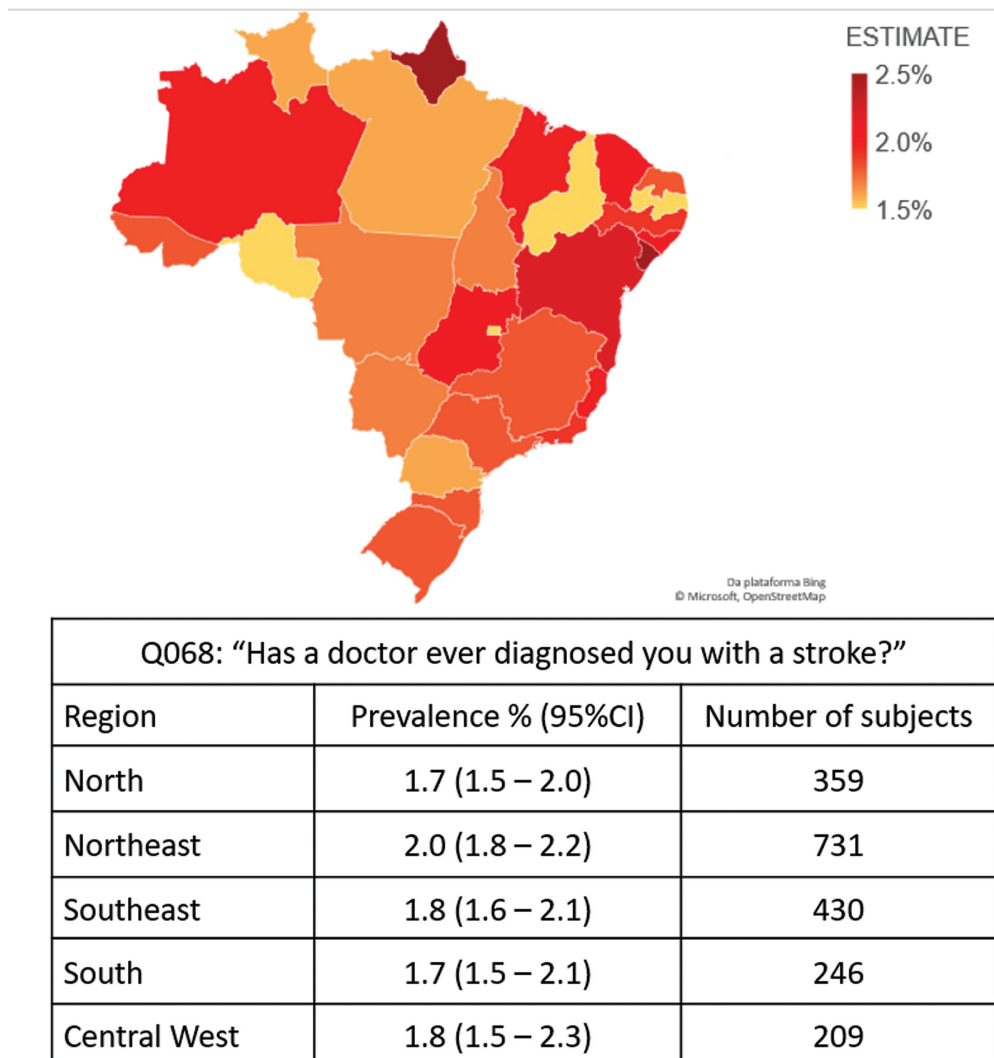 ESTIMATE
2.5%
2.0%
1.5%
Da plataforma Bing
© Microsoft, OpenStreetMap
Q068: “Has a doctor ever diagnosed you with a stroke?”
Region Prevalence % (95%CI) Number of subjects
North 1.7 (1.5 – 2.0) 359
Northeast 2.0 (1.8 – 2.2) 731
Southeast 1.8 (1.6 – 2.1) 430
South 1.7 (1.5 – 2.1) 246
Central West 1.8 (1.5 – 2.3) 209